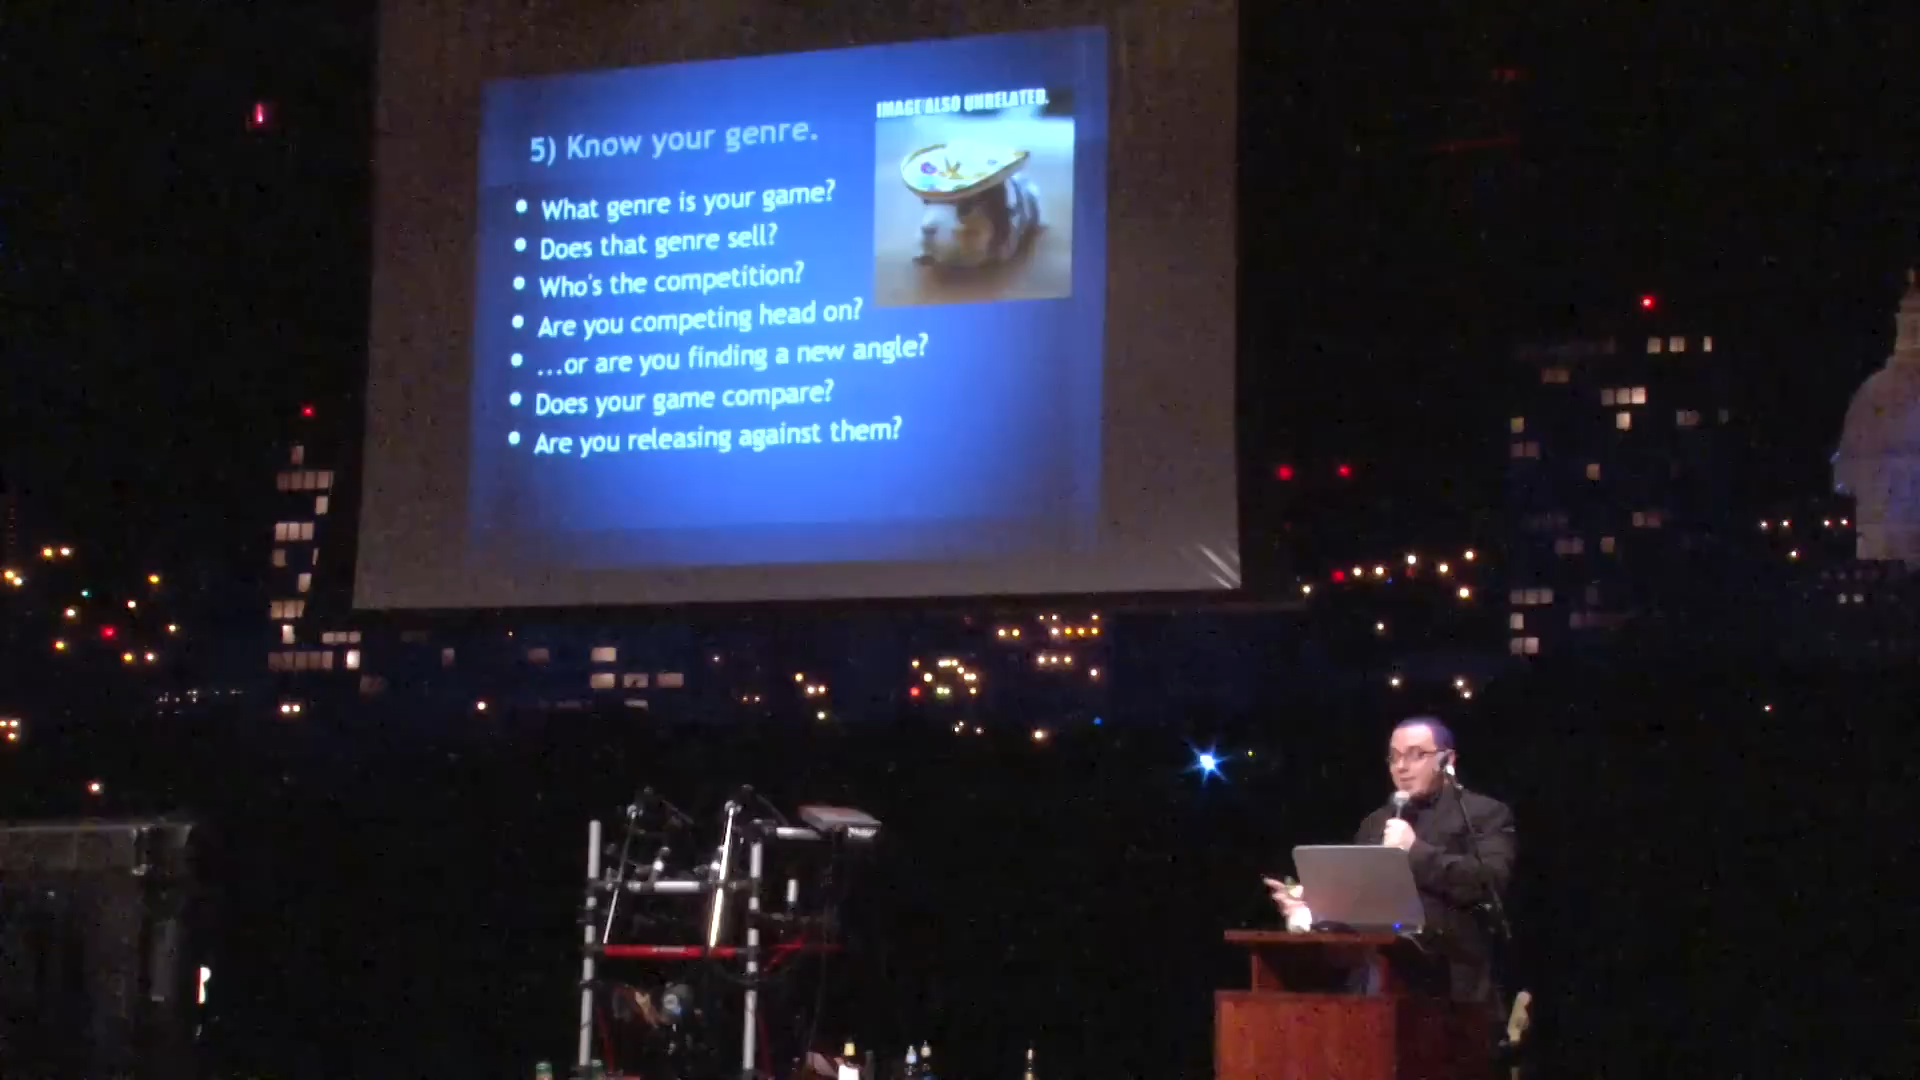 IMAGE ALSO UNRELATED.
5) Know your genre.
• What genre is your game?
• Does that genre sell?
• Who's the competition?
• Are you competing head on?
• ...or are you finding a new angle?
• Does your game compare?
• Are you releasing against them?